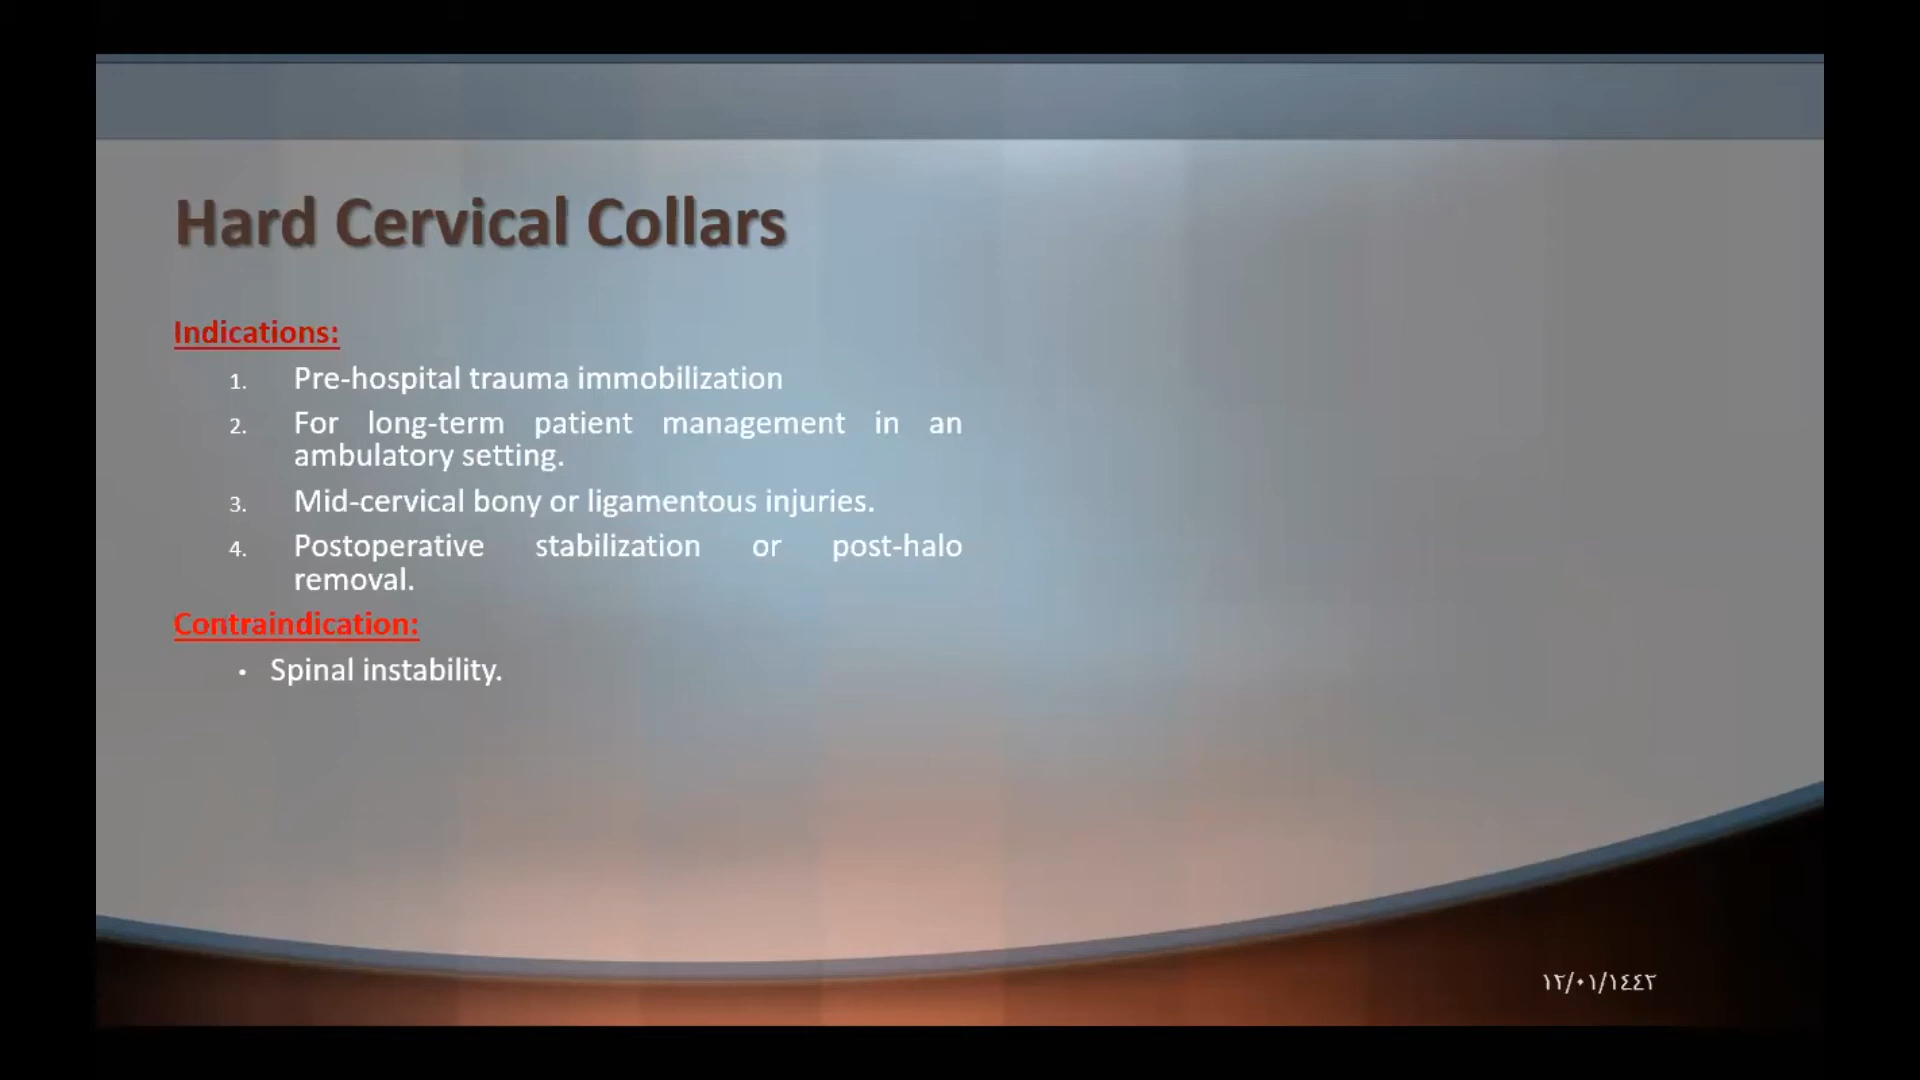 Hard Cervical Collars
Indications:
1. Pre-hospital trauma immobilization
2. For long-term patient management in an
ambulatory setting.
3. Mid-cervical bony or ligamentous injuries.
4. Postoperative stabilization or post-halo
removal.
Contraindication:
• Spinal instability.
١٢/٠١/١٤٤٢